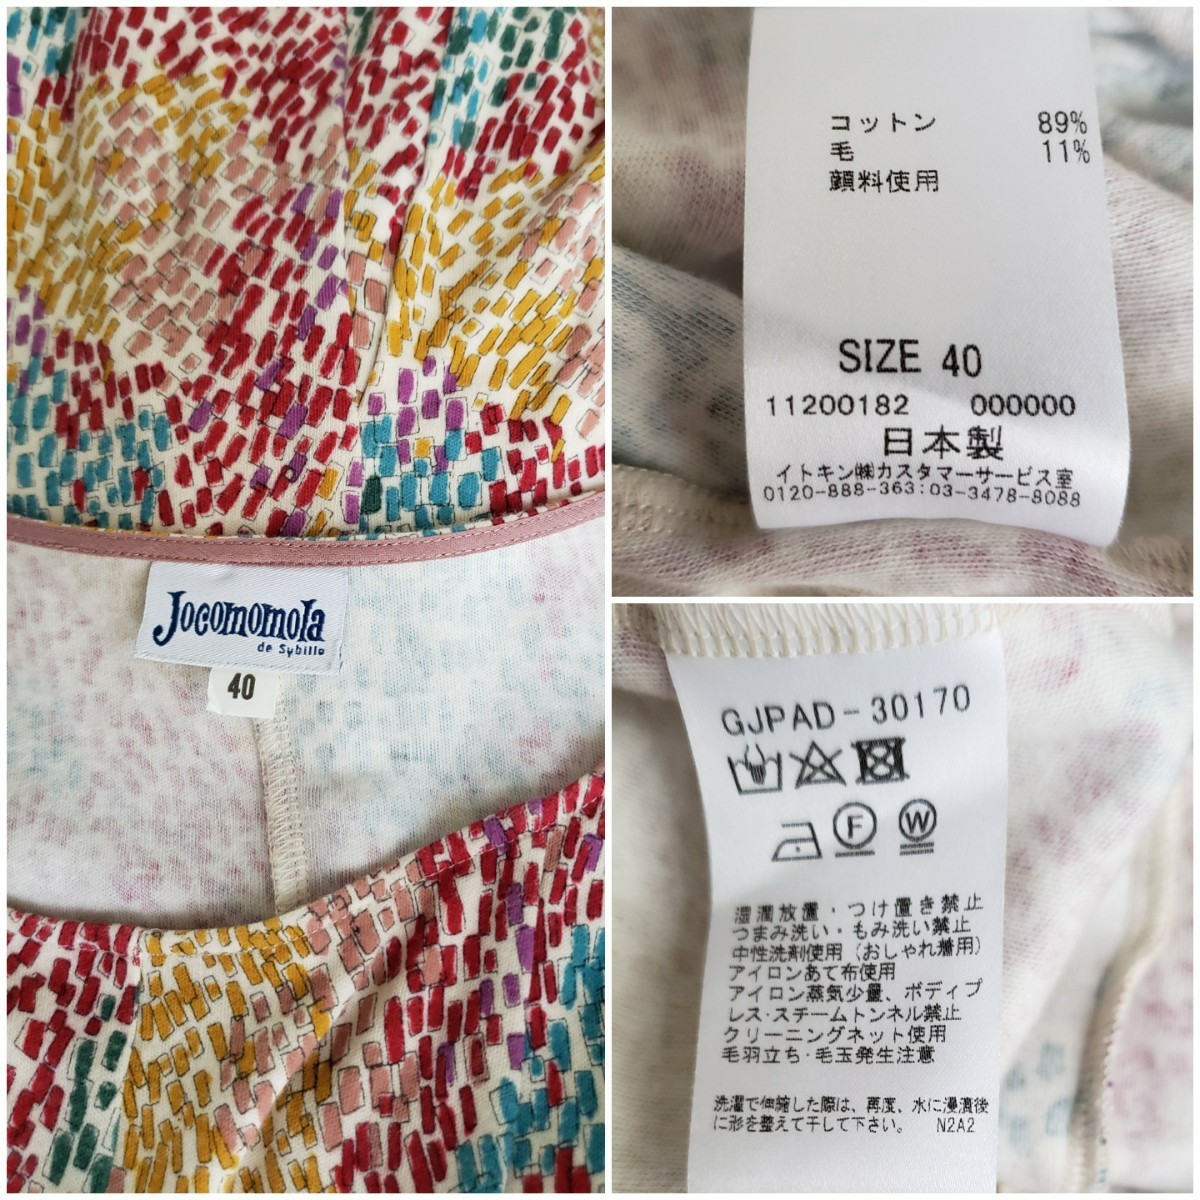 Jocomomola
de Sybilla
40
コットン 89%
毛 11%
顔料使用
SIZE 40
11200182 000000
日本製
イトキン㈱カスタマーサービス室
0120-888-363:03-3478-8088
GJPAD-30170
F W
湿潤放置・つけ置き禁止
つまみ洗い・もみ洗い禁止
中性洗剤使用(おしゃれ着用)
アイロンあて布使用
アイロン蒸気少量、ボディプ
レス・スチームトンネル禁止
クリーニングネット使用
毛羽立ち・毛玉発生注意
洗濯で伸縮した際は、再度、水に浸漬後
に形を整えて干して下さい。 N2A2